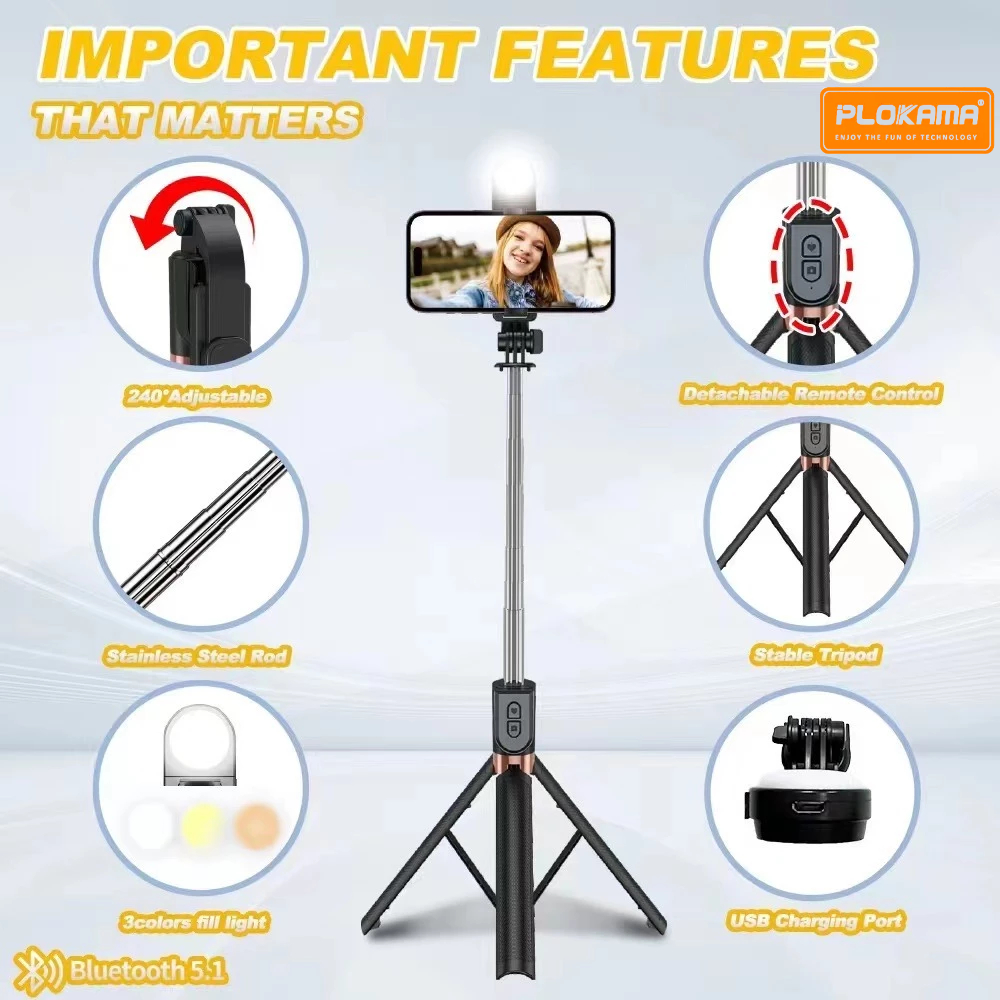 IMPORTANT FEATURES
THAT MATTERS
PLOKAMA®
ENJOY THE FUN OF TECHNOLOGY
240°Adjustable
Detachable Remote Control
Stainless Steel Rod
Stable Tripod
3colors fill light
USB Charging Port
Bluetooth 5.1